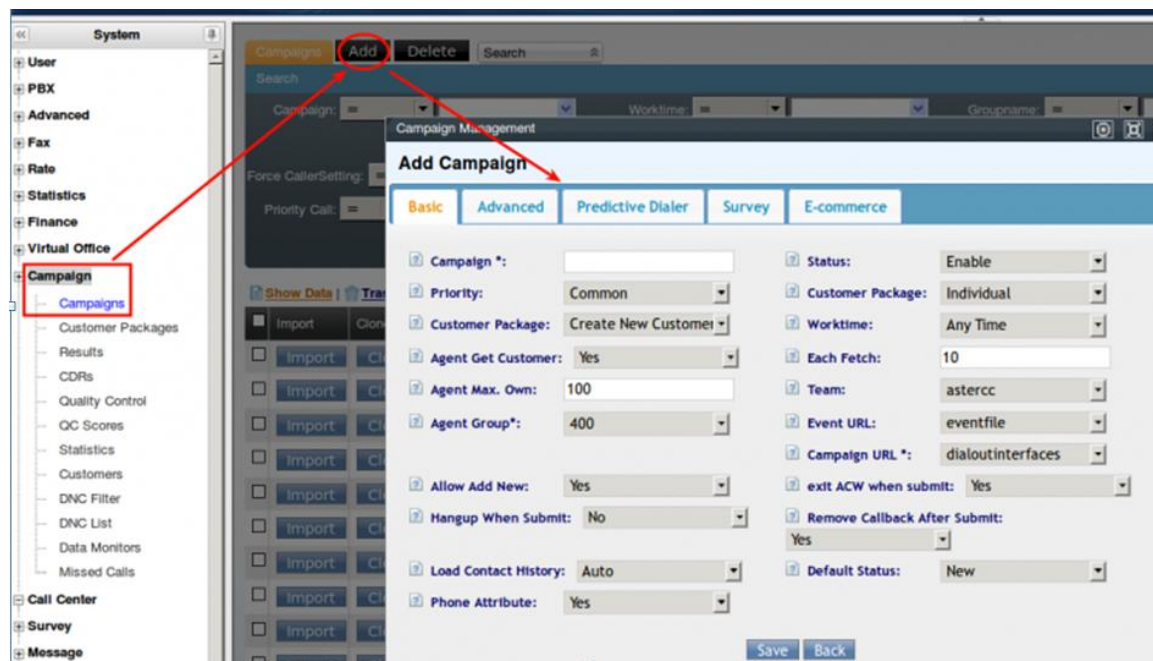 System
User
PBX
Advanced
Fax
Rate
Statistics
Finance
Virtual Office
Campaign
Campaigns
Customer Packages
Results
CDRs
Quality Control
QC Scores
Statistics
Customers
DNC Filter
DNC List
Data Monitors
Missed Calls
Call Center
Survey
Message
Campaigns Add Delete Search
Search
Campaign: = Worktime: = Groupname: =
Force CallerSetting: =
Priority Call: =
Show Data |
Import
Import
Import
Import
Import
Import
Import
Import
Import
Import
Campaign Management
Add Campaign
Basic Advanced Predictive Dialer Survey E-commerce
Campaign *: Status: Enable
Priority: Common Customer Package: Individual
Customer Package: Create New Customer Worktime: Any Time
Agent Get Customer: Yes Each Fetch: 10
Agent Max. Own: 100 Team: astercc
Agent Group*: 400 Event URL: eventfile
Campaign URL *: dialoutinterfaces
Allow Add New: Yes exit ACW when submit: Yes
Hangup When Submit: No Remove Callback After Submit:
Yes
Load Contact History: Auto Default Status: New
Phone Attribute: Yes
Save Back